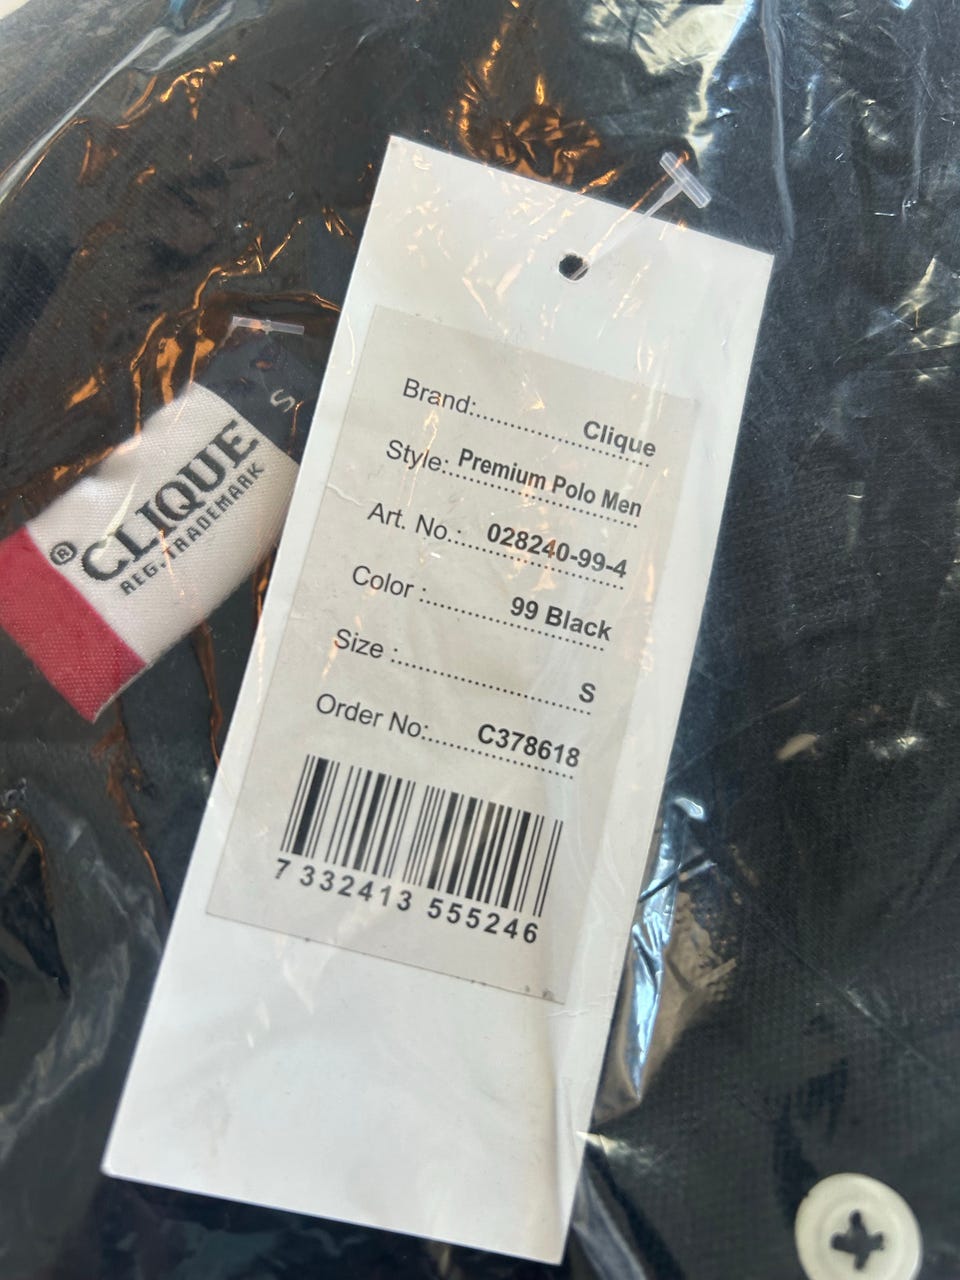 Brand:..................... Clique
Style:. Premium Polo Men
Art. No.:.... 028240-99-4
Color :............ 99 Black
Size :........................... S
Order No:....... C378618
7 332413 555246
S
® CLIQUE
REG. TRADEMARK